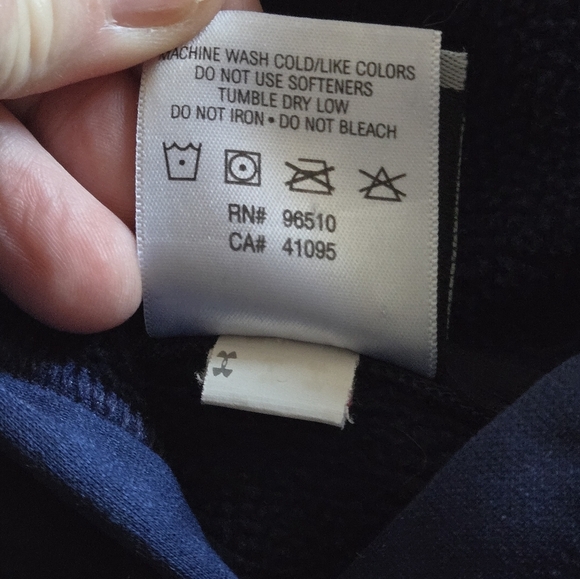 MACHINE WASH COLD/LIKE COLORS
DO NOT USE SOFTENERS
TUMBLE DRY LOW
DO NOT IRON • DO NOT BLEACH
RN# 96510
CA# 41095